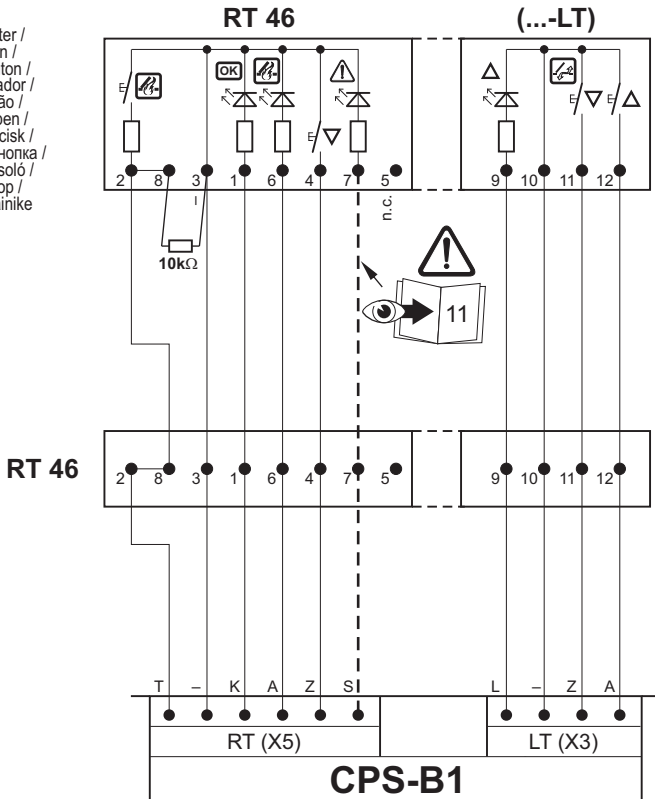 RT 46 (...-LT)
ter /
n /
ton /
ador /
ão /
pen /
cisk /
нопка /
soló /
op /
ainike
OK
2 8 3 1 6 4 7 5 9 10 11 12
–
n.c.
10kΩ
11
RT 46
2 8 3 1 6 4 7 5 9 10 11 12
T – K A Z S L – Z A
RT (X5) LT (X3)
CPS-B1